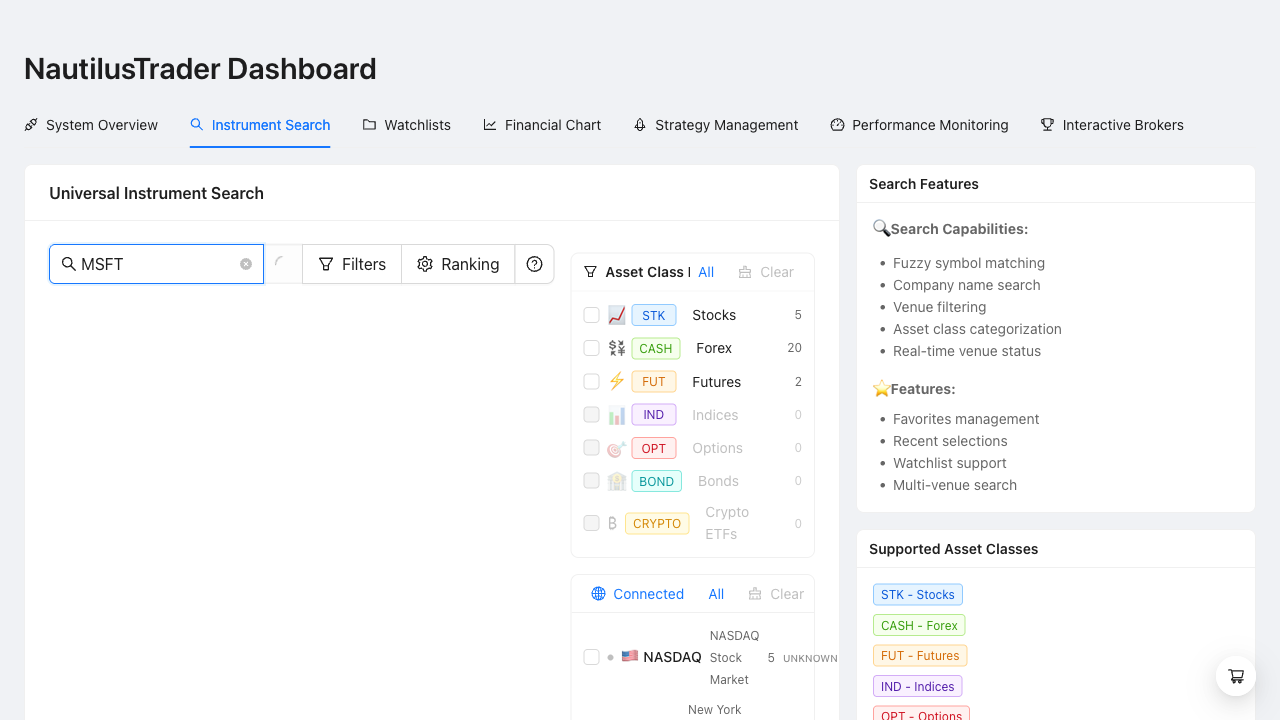 NautilusTrader Dashboard
System Overview
Instrument Search
Watchlists
Financial Chart
Strategy Management
Performance Monitoring
Interactive Brokers
Universal Instrument Search
MSFT
Filters
Ranking
Asset Class
All
Clear
STK Stocks 5
CASH Forex 20
FUT Futures 2
IND Indices 0
OPT Options 0
BOND Bonds 0
CRYPTO Crypto ETFs 0
Connected
All
Clear
NASDAQ
NASDAQ
Stock
Market
5 UNKNOWN
New York
Search Features
Search Capabilities:
• Fuzzy symbol matching
• Company name search
• Venue filtering
• Asset class categorization
• Real-time venue status
Features:
• Favorites management
• Recent selections
• Watchlist support
• Multi-venue search
Supported Asset Classes
STK - Stocks
CASH - Forex
FUT - Futures
IND - Indices
OPT - Options